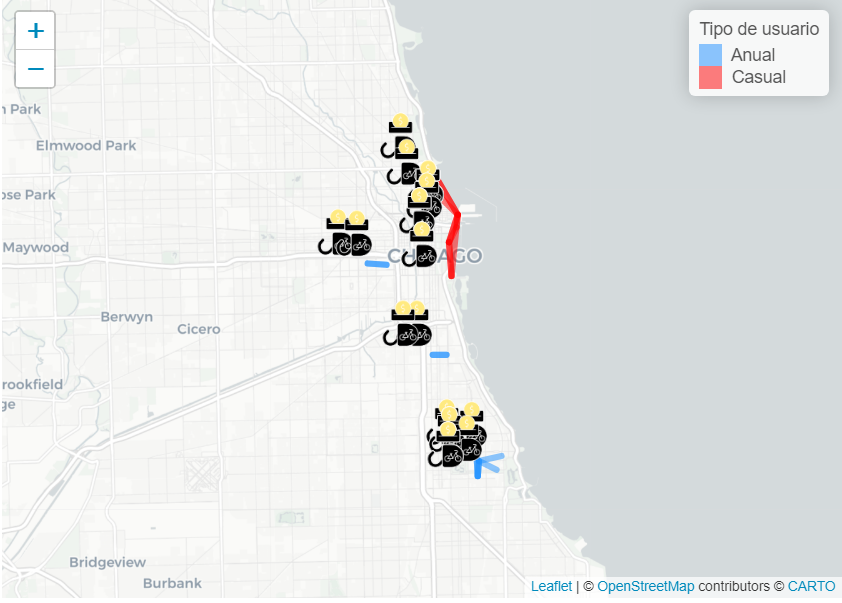 +
−
Tipo de usuario
Anual
Casual
n Park
Elmwood Park
ose Park
Maywood
CHICAGO
Berwyn
Cicero
rookfield
ge
Bridgeview
Burbank
Leaflet | © OpenStreetMap contributors © CARTO